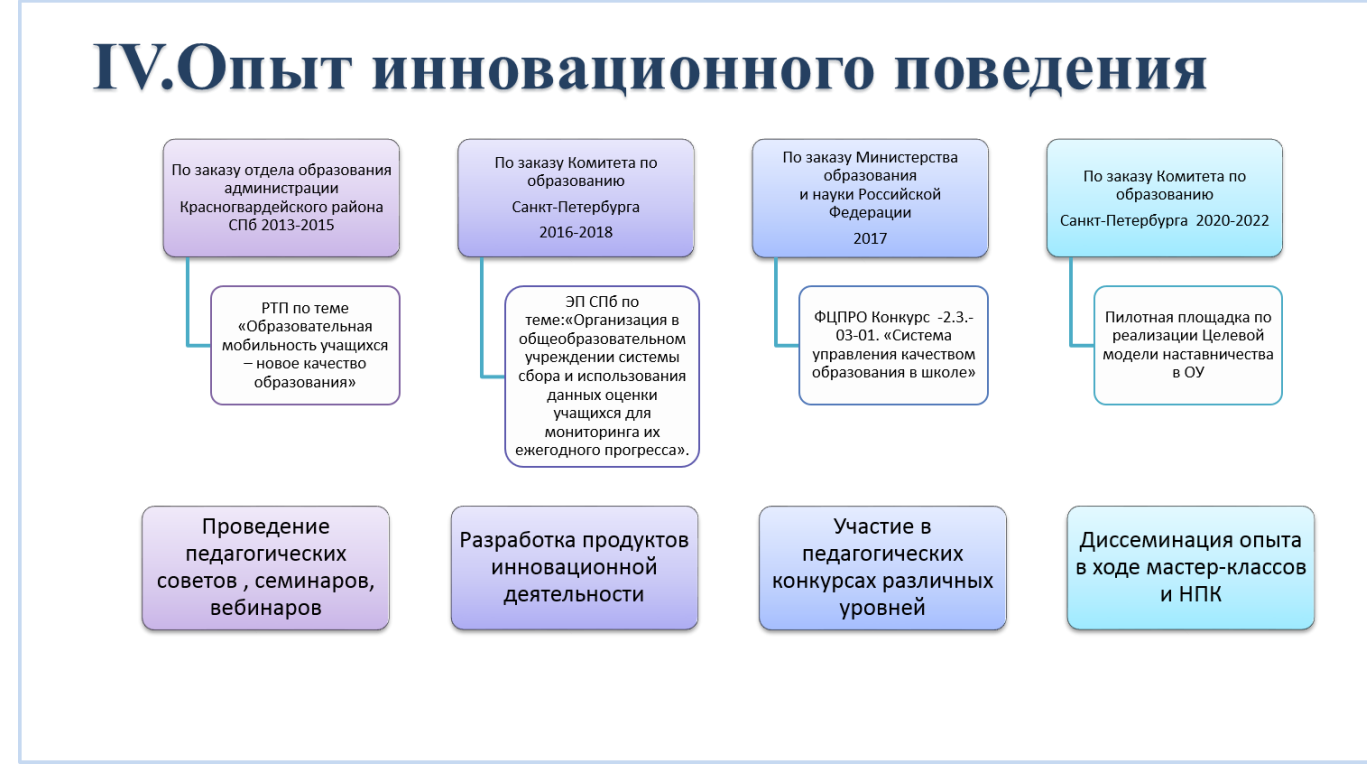 IV.Опыт инновационного поведения
По заказу отдела образования
администрации
Красногвардейского района
СПб 2013-2015
По заказу Комитета по
образованию
Санкт-Петербурга
2016-2018
По заказу Министерства
образования
и науки Российской
Федерации
2017
По заказу Комитета по
образованию
Санкт-Петербурга 2020-2022
РТП по теме
«Образовательная
мобильность учащихся
– новое качество
образования»
ЭП СПб по
теме:«Организация в
общеобразовательном
учреждении системы
сбора и использования
данных оценки
учащихся для
мониторинга их
ежегодного прогресса».
ФЦПРО Конкурс -2.3.-
03-01. «Система
управления качеством
образования в школе»
Пилотная площадка по
реализации Целевой
модели наставничества
в ОУ
Проведение
педагогических
советов , семинаров,
вебинаров
Разработка продуктов
инновационной
деятельности
Участие в
педагогических
конкурсах различных
уровней
Диссеминация опыта
в ходе мастер-классов
и НПК